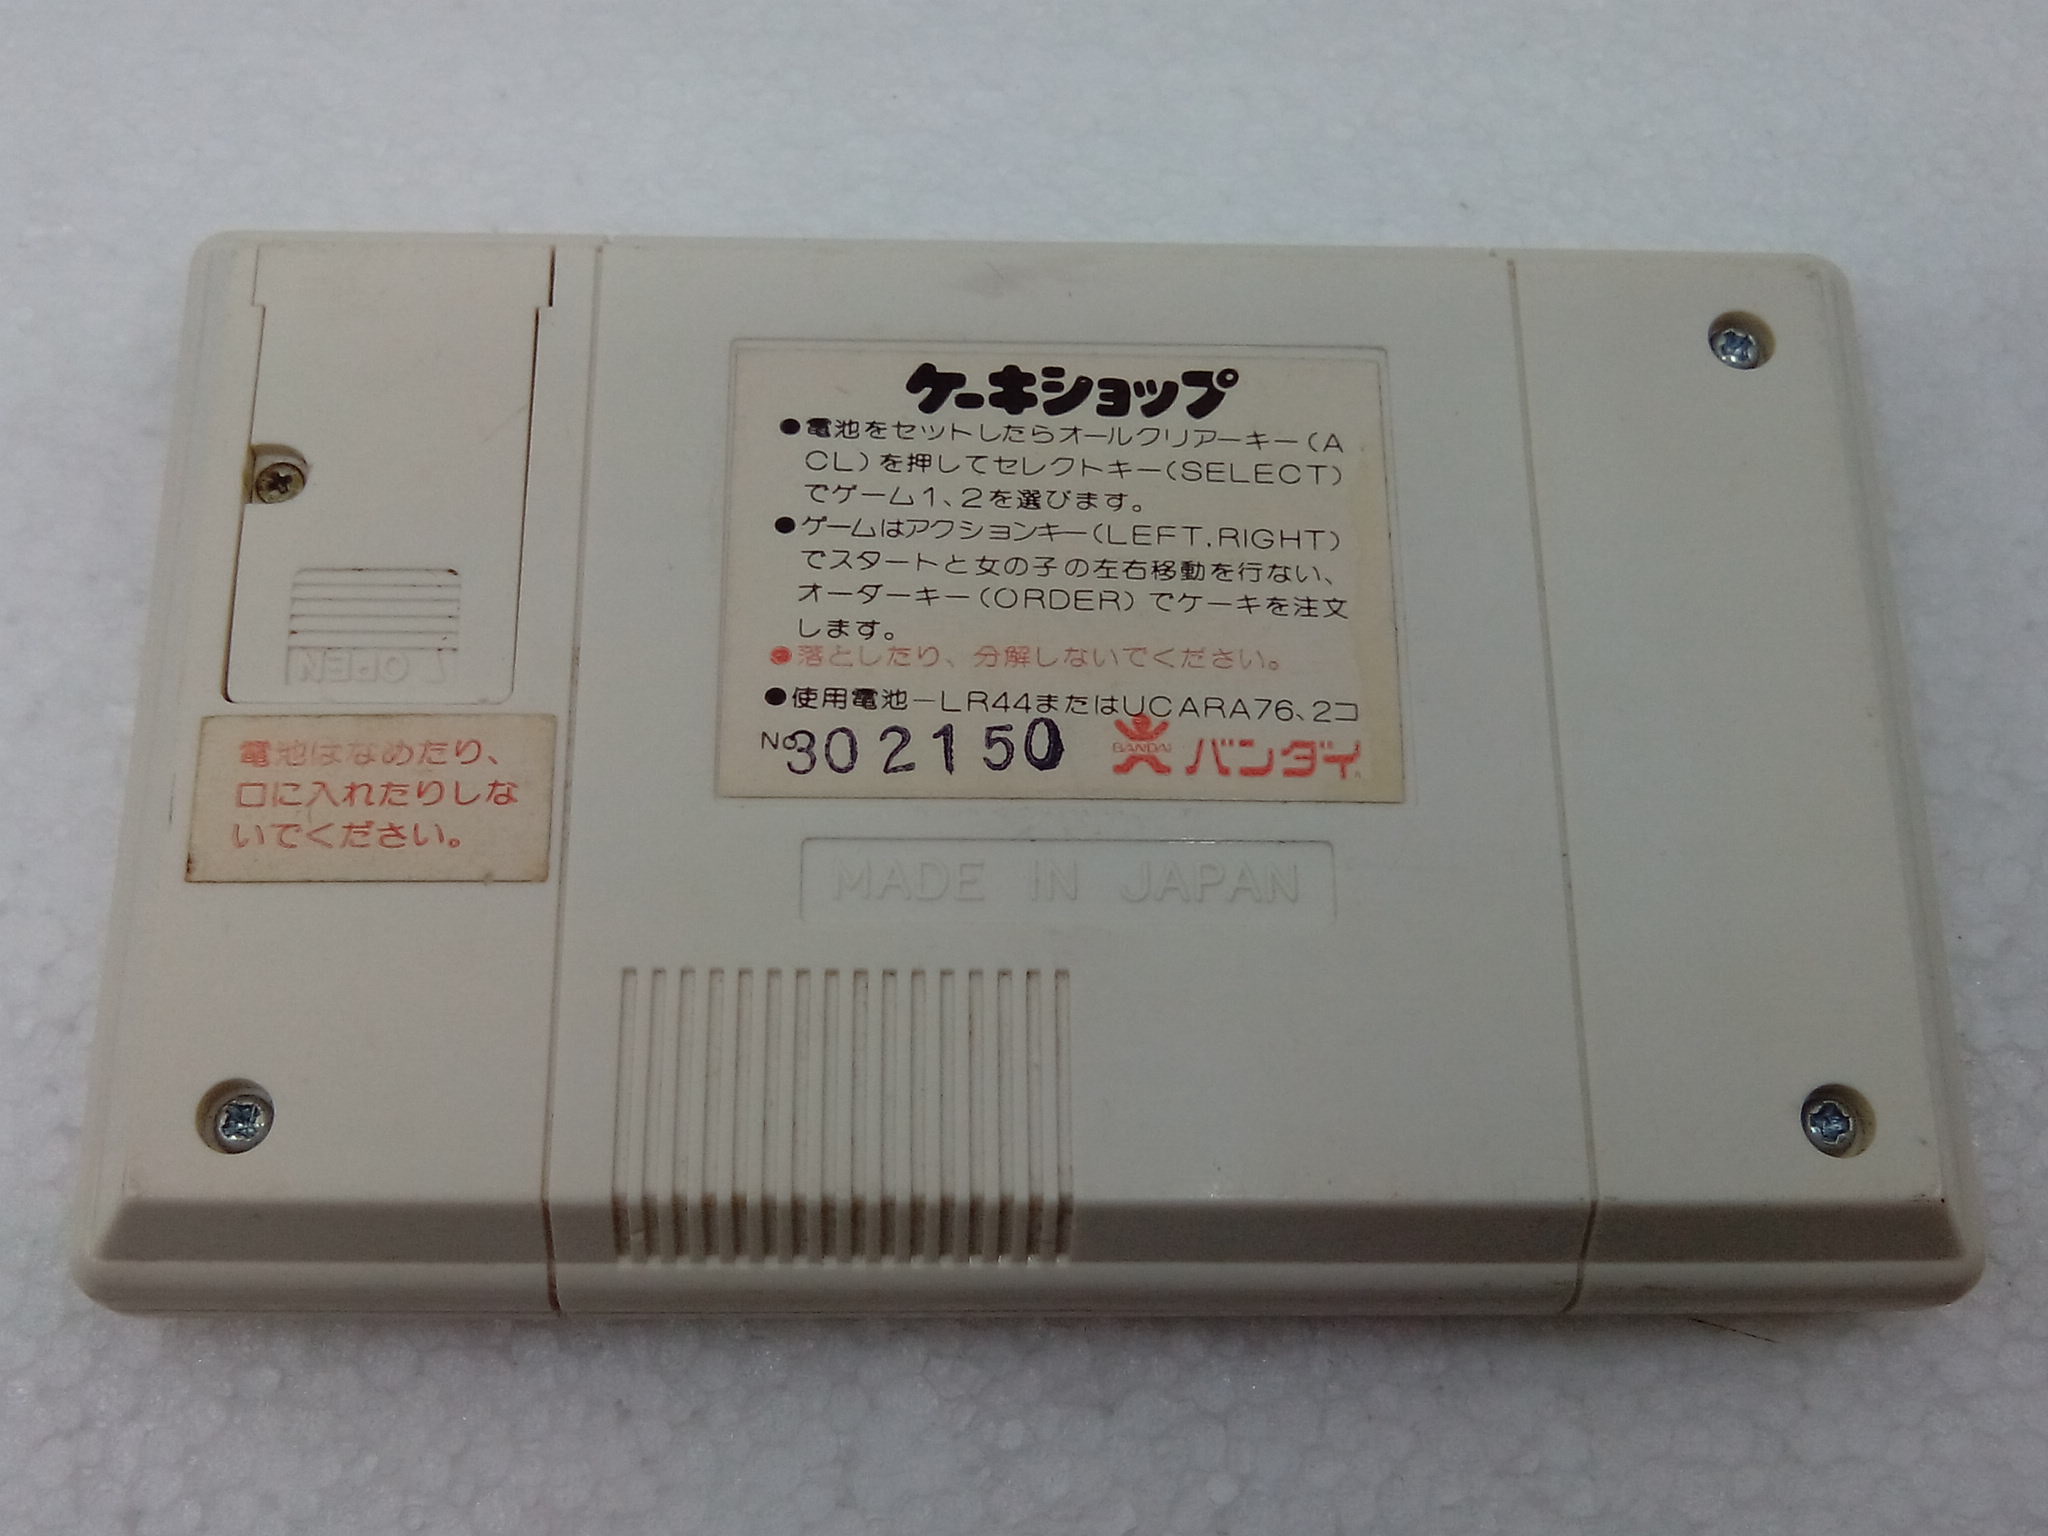 ケーキショップ
●電池をセットしたらオールクリアーキー(A
CL)を押してセレクトキー(SELECT)
でゲーム1、2を選びます。
●ゲームはアクションキー(LEFT,RIGHT)
でスタートと女の子の左右移動を行ない、
オーダーキー(ORDER)でケーキを注文
します。
●落としたり、分解しないでください。
●使用電池－LR44またはUCARA76、2コ
No.302150
BANDAI バンダイ
OPEN
電池はなめたり、
口に入れたりしな
いでください。
MADE IN JAPAN